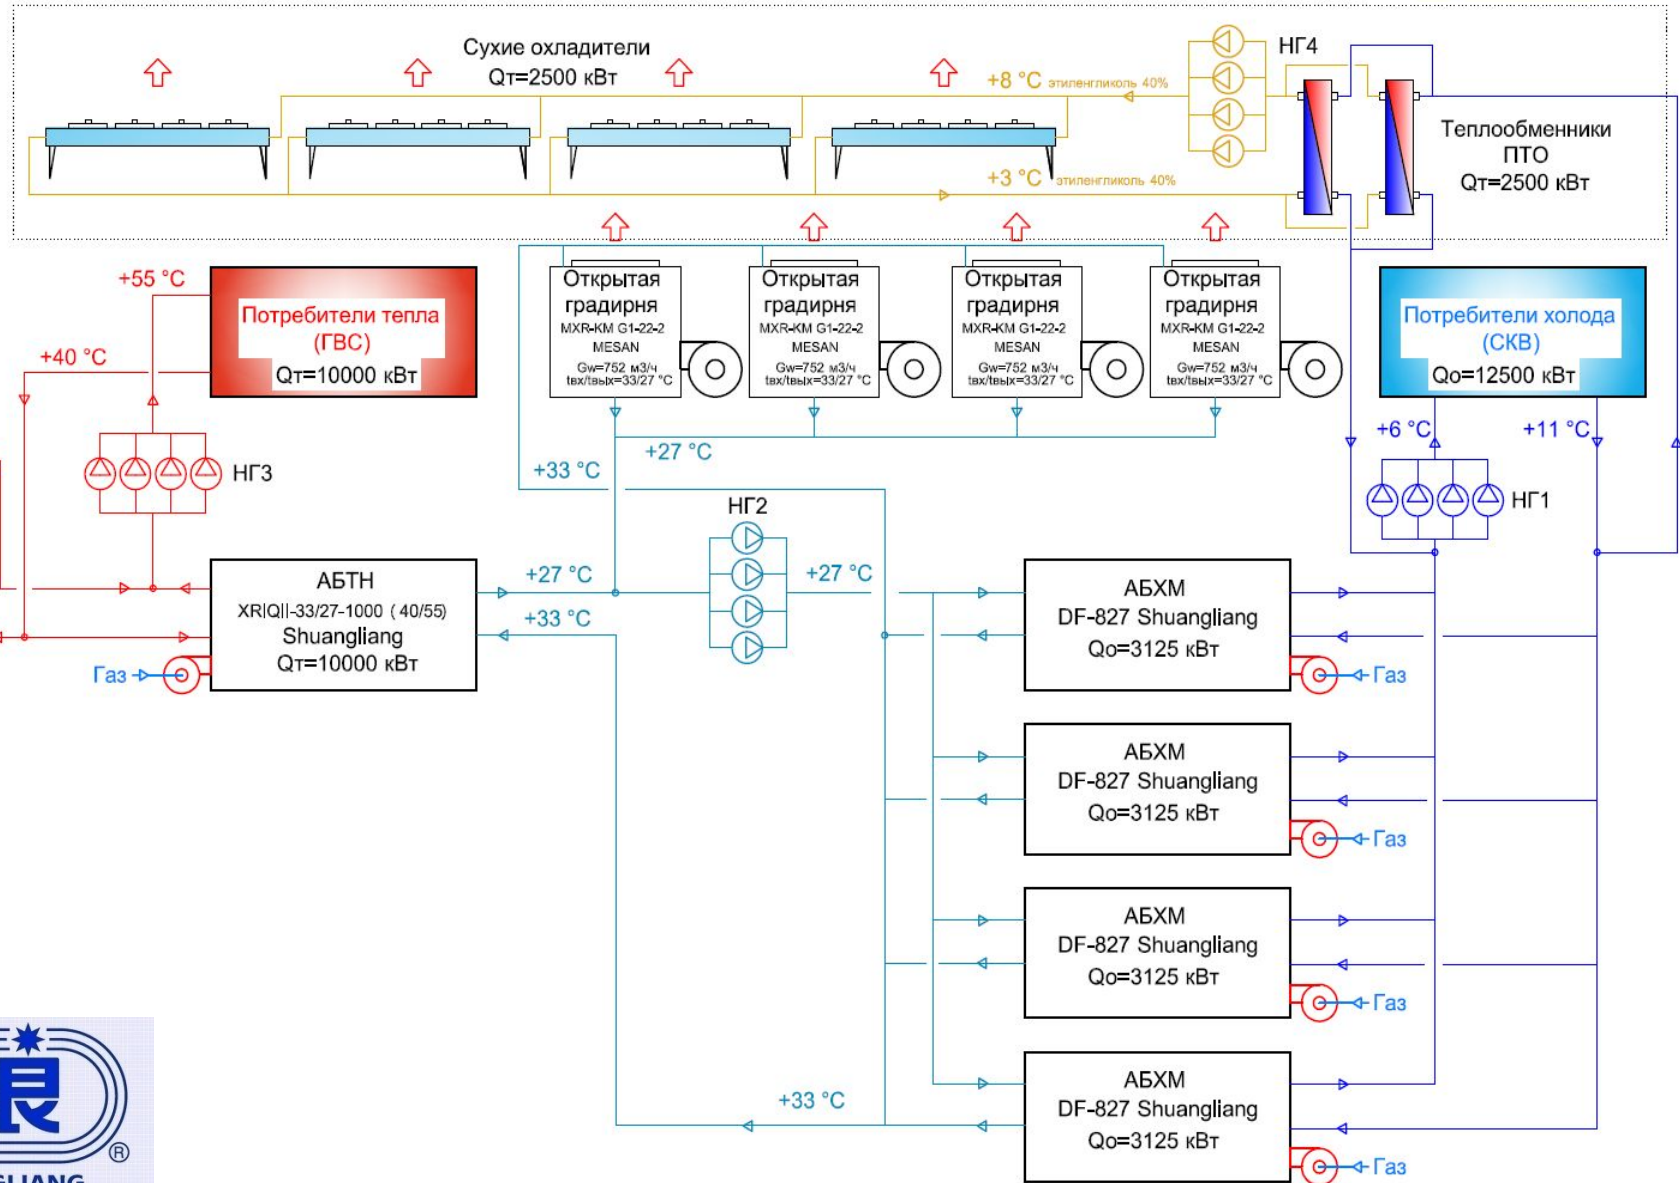 Сухие охладители
Qт=2500 кВт
НГ4
+8 °C этиленгликоль 40%
Теплообменники
ПТО
Qт=2500 кВт
+3 °C этиленгликоль 40%
+55 °C
Потребители тепла
(ГВС)
Qт=10000 кВт
+40 °C
НГ3
Открытая
градирня
MXR-KM G1-22-2
MESAN
Gw=752 м3/ч
tвх/tвых=33/27 °C
Открытая
градирня
MXR-KM G1-22-2
MESAN
Gw=752 м3/ч
tвх/tвых=33/27 °C
Открытая
градирня
MXR-KM G1-22-2
MESAN
Gw=752 м3/ч
tвх/tвых=33/27 °C
Открытая
градирня
MXR-KM G1-22-2
MESAN
Gw=752 м3/ч
tвх/tвых=33/27 °C
Потребители холода
(СКВ)
Qо=12500 кВт
+6 °C
+11 °C
НГ1
+27 °C
+33 °C
НГ2
АБТН
XRIQII-33/27-1000 ( 40/55)
Shuangliang
Qт=10000 кВт
Газ
+27 °C
+33 °C
+27 °C
АБХМ
DF-827 Shuangliang
Qо=3125 кВт
Газ
АБХМ
DF-827 Shuangliang
Qо=3125 кВт
Газ
АБХМ
DF-827 Shuangliang
Qо=3125 кВт
Газ
+33 °C
АБХМ
DF-827 Shuangliang
Qо=3125 кВт
Газ
®